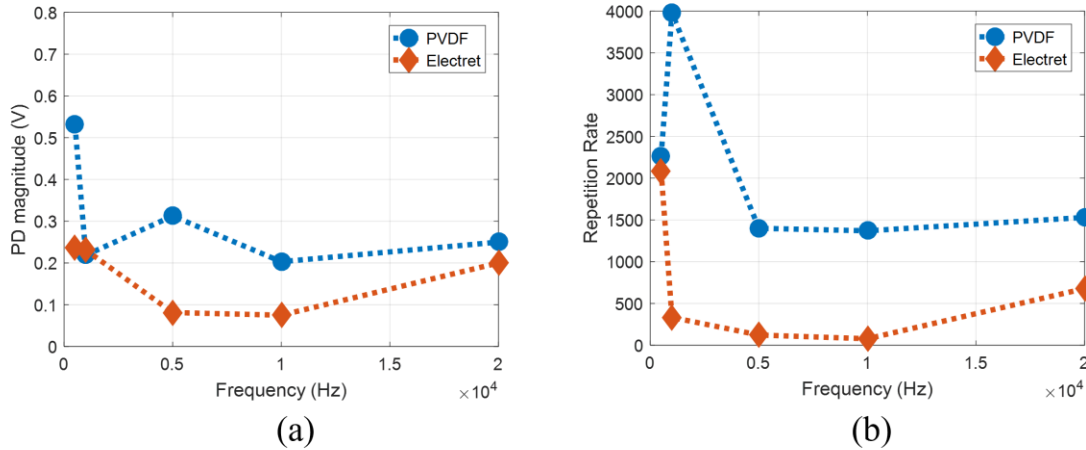 0.8
0.7
0.6
0.5
0.4
0.3
0.2
0.1
0
PD magnitude (V)
PVDF
Electret
0 0.5 1 1.5 2
Frequency (Hz)
×10⁴
(a)
4000
3500
3000
2500
2000
1500
1000
500
0
Repetition Rate
PVDF
Electret
0 0.5 1 1.5 2
Frequency (Hz)
×10⁴
(b)